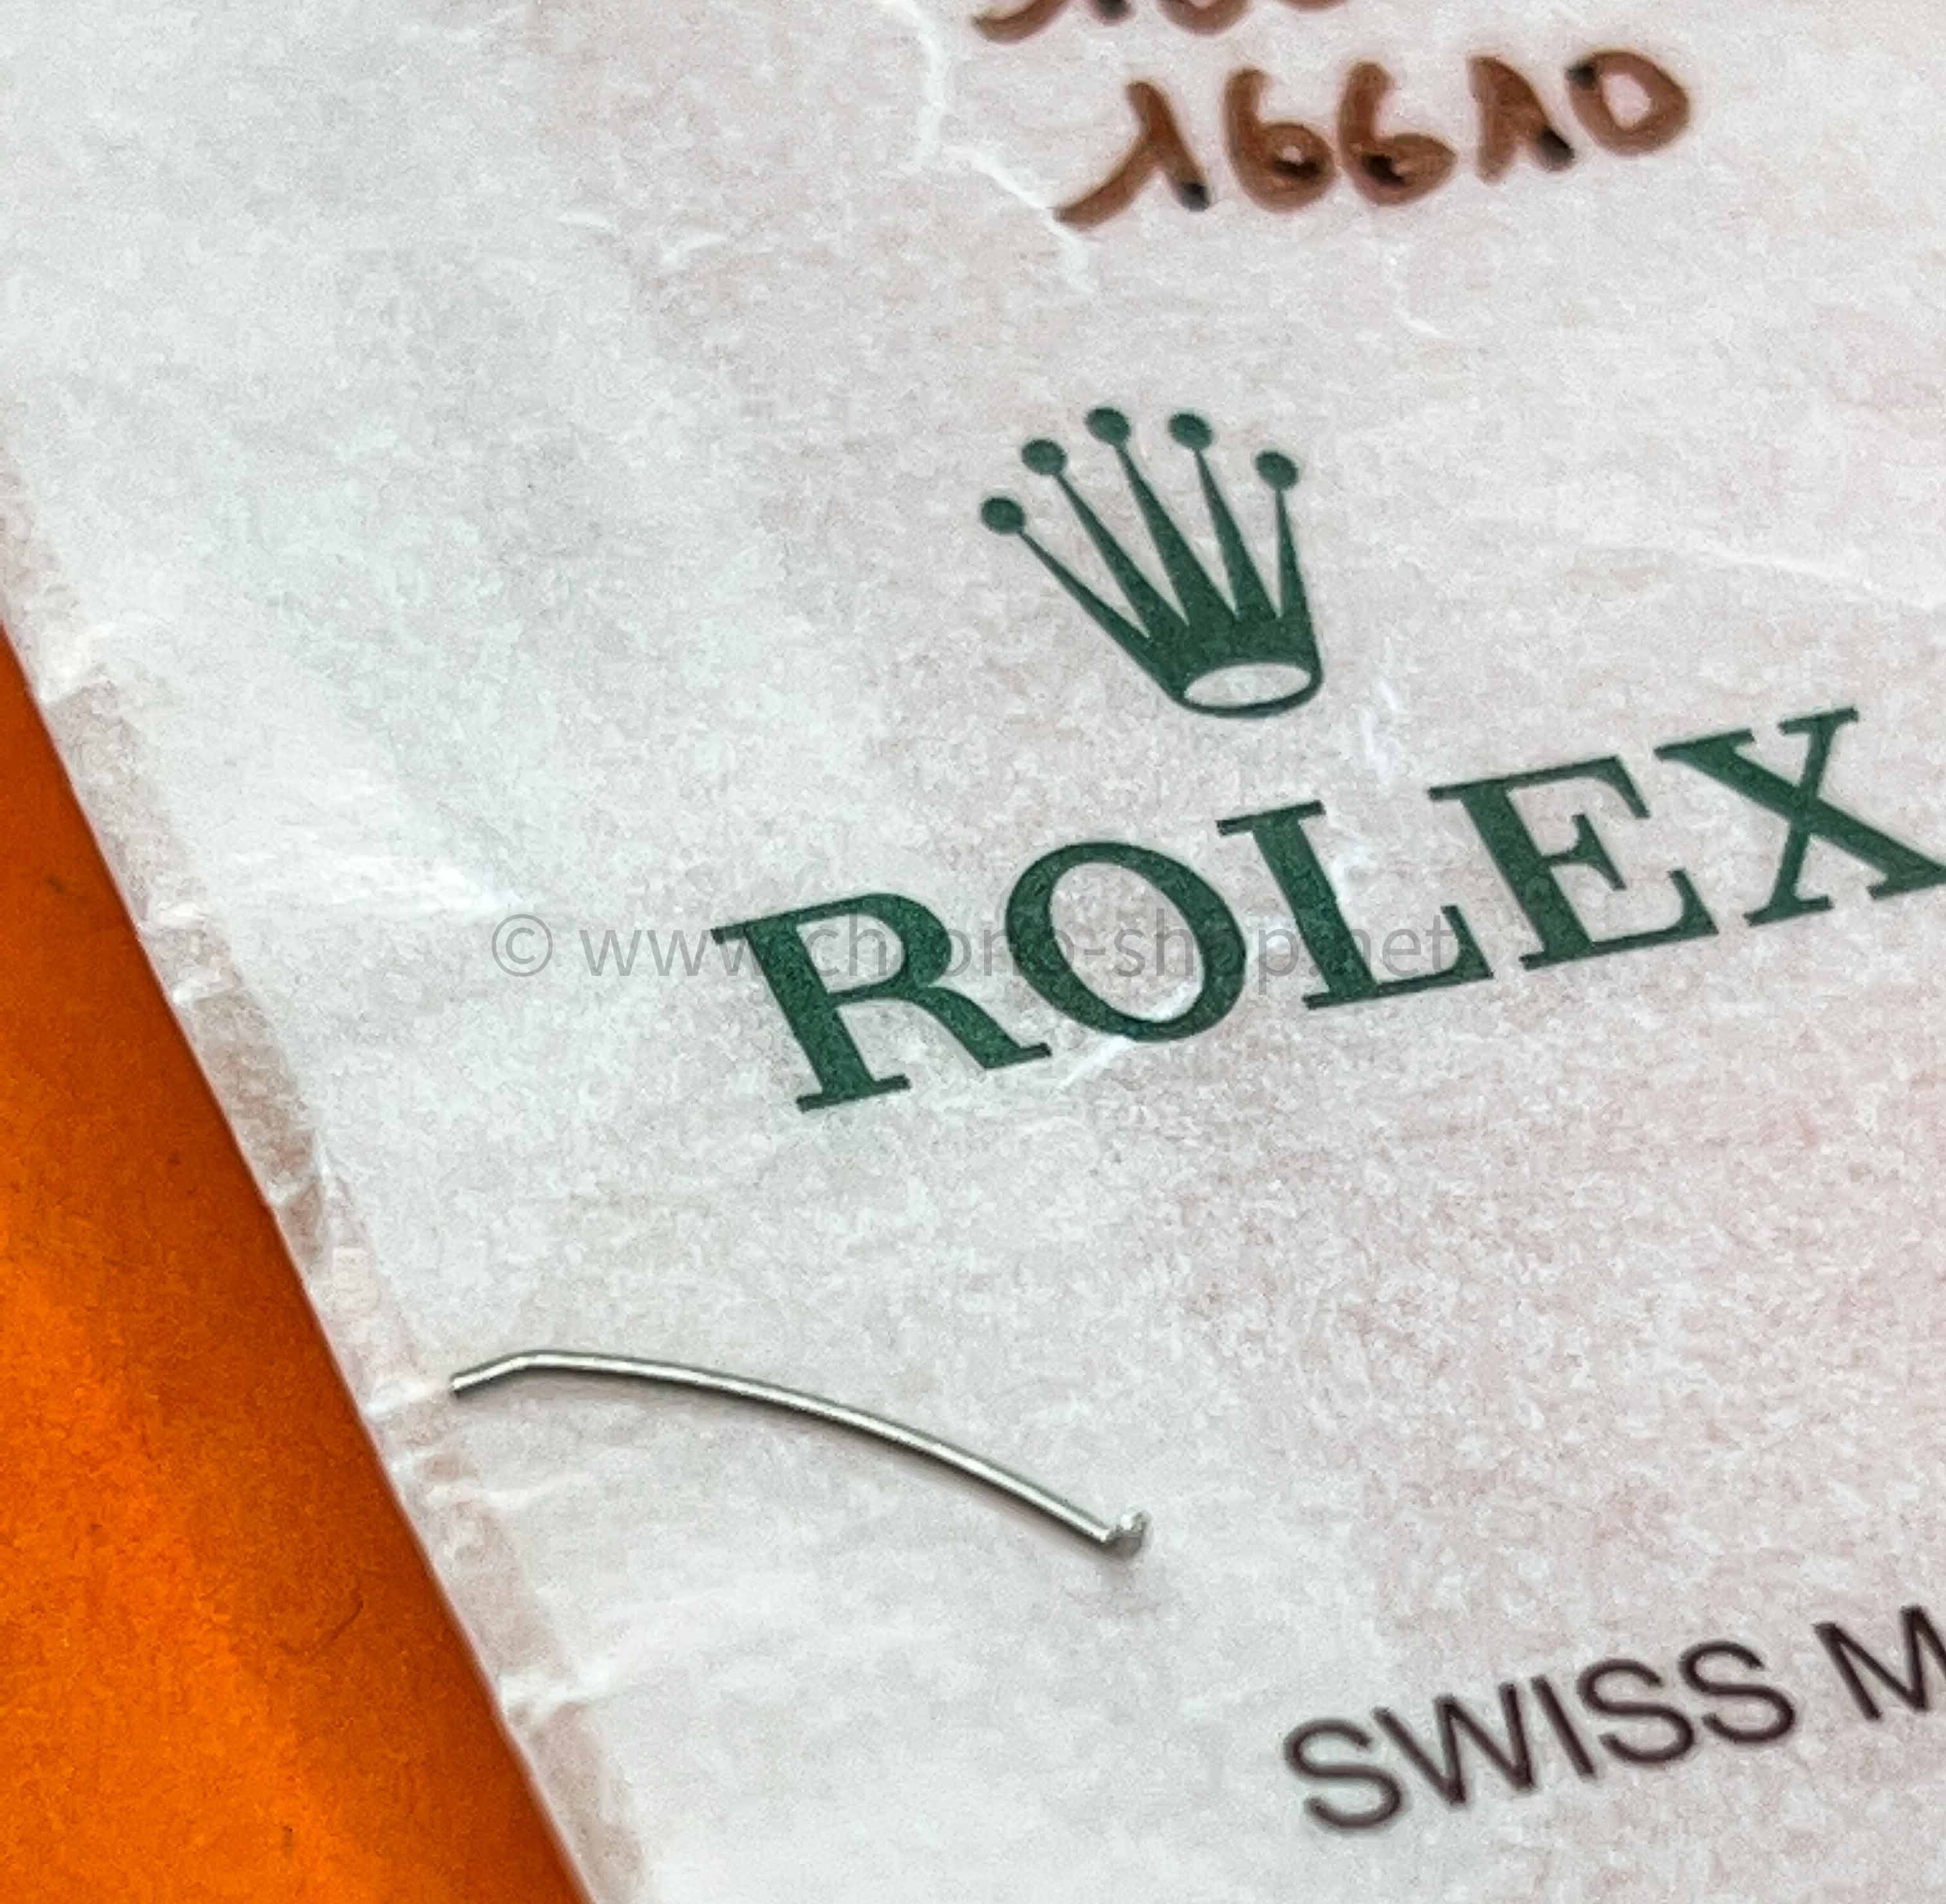 16610
ROLEX
© www.chrono-shop.net
SWISS M